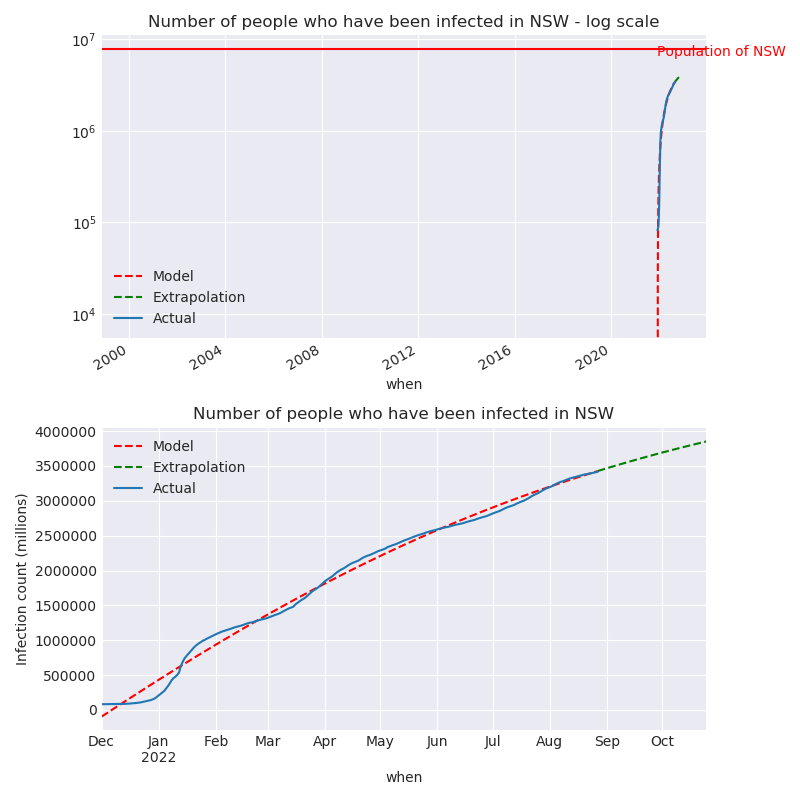 Number of people who have been infected in NSW - log scale
10^7
Population of NSW
10^6
10^5
10^4
Model
Extrapolation
Actual
2000 2004 2008 2012 2016 2020
when
Number of people who have been infected in NSW
4000000
3500000
3000000
2500000
2000000
1500000
1000000
500000
0
Infection count (millions)
Model
Extrapolation
Actual
Dec Jan Feb Mar Apr May Jun Jul Aug Sep Oct
2022
when